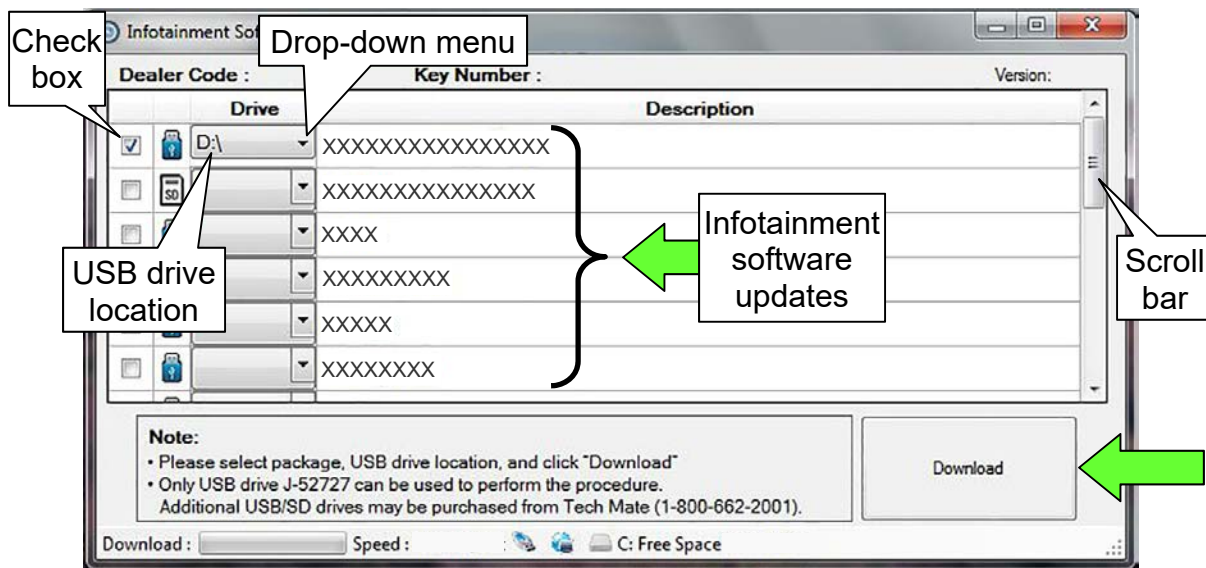 Infotainment Sof
Check box
Drop-down menu
Dealer Code :
Key Number :
Version:
Drive
Description
D:\
XXXXXXXXXXXXXXXX
SD
XXXXXXXXXXXXXXX
XXXX
XXXXXXXXX
XXXXX
XXXXXXXX
USB drive
location
Infotainment
software
updates
Scroll
bar
Note:
• Please select package, USB drive location, and click "Download"
• Only USB drive J-52727 can be used to perform the procedure.
Additional USB/SD drives may be purchased from Tech Mate (1-800-662-2001).
Download
Download :
Speed :
:
C: Free Space